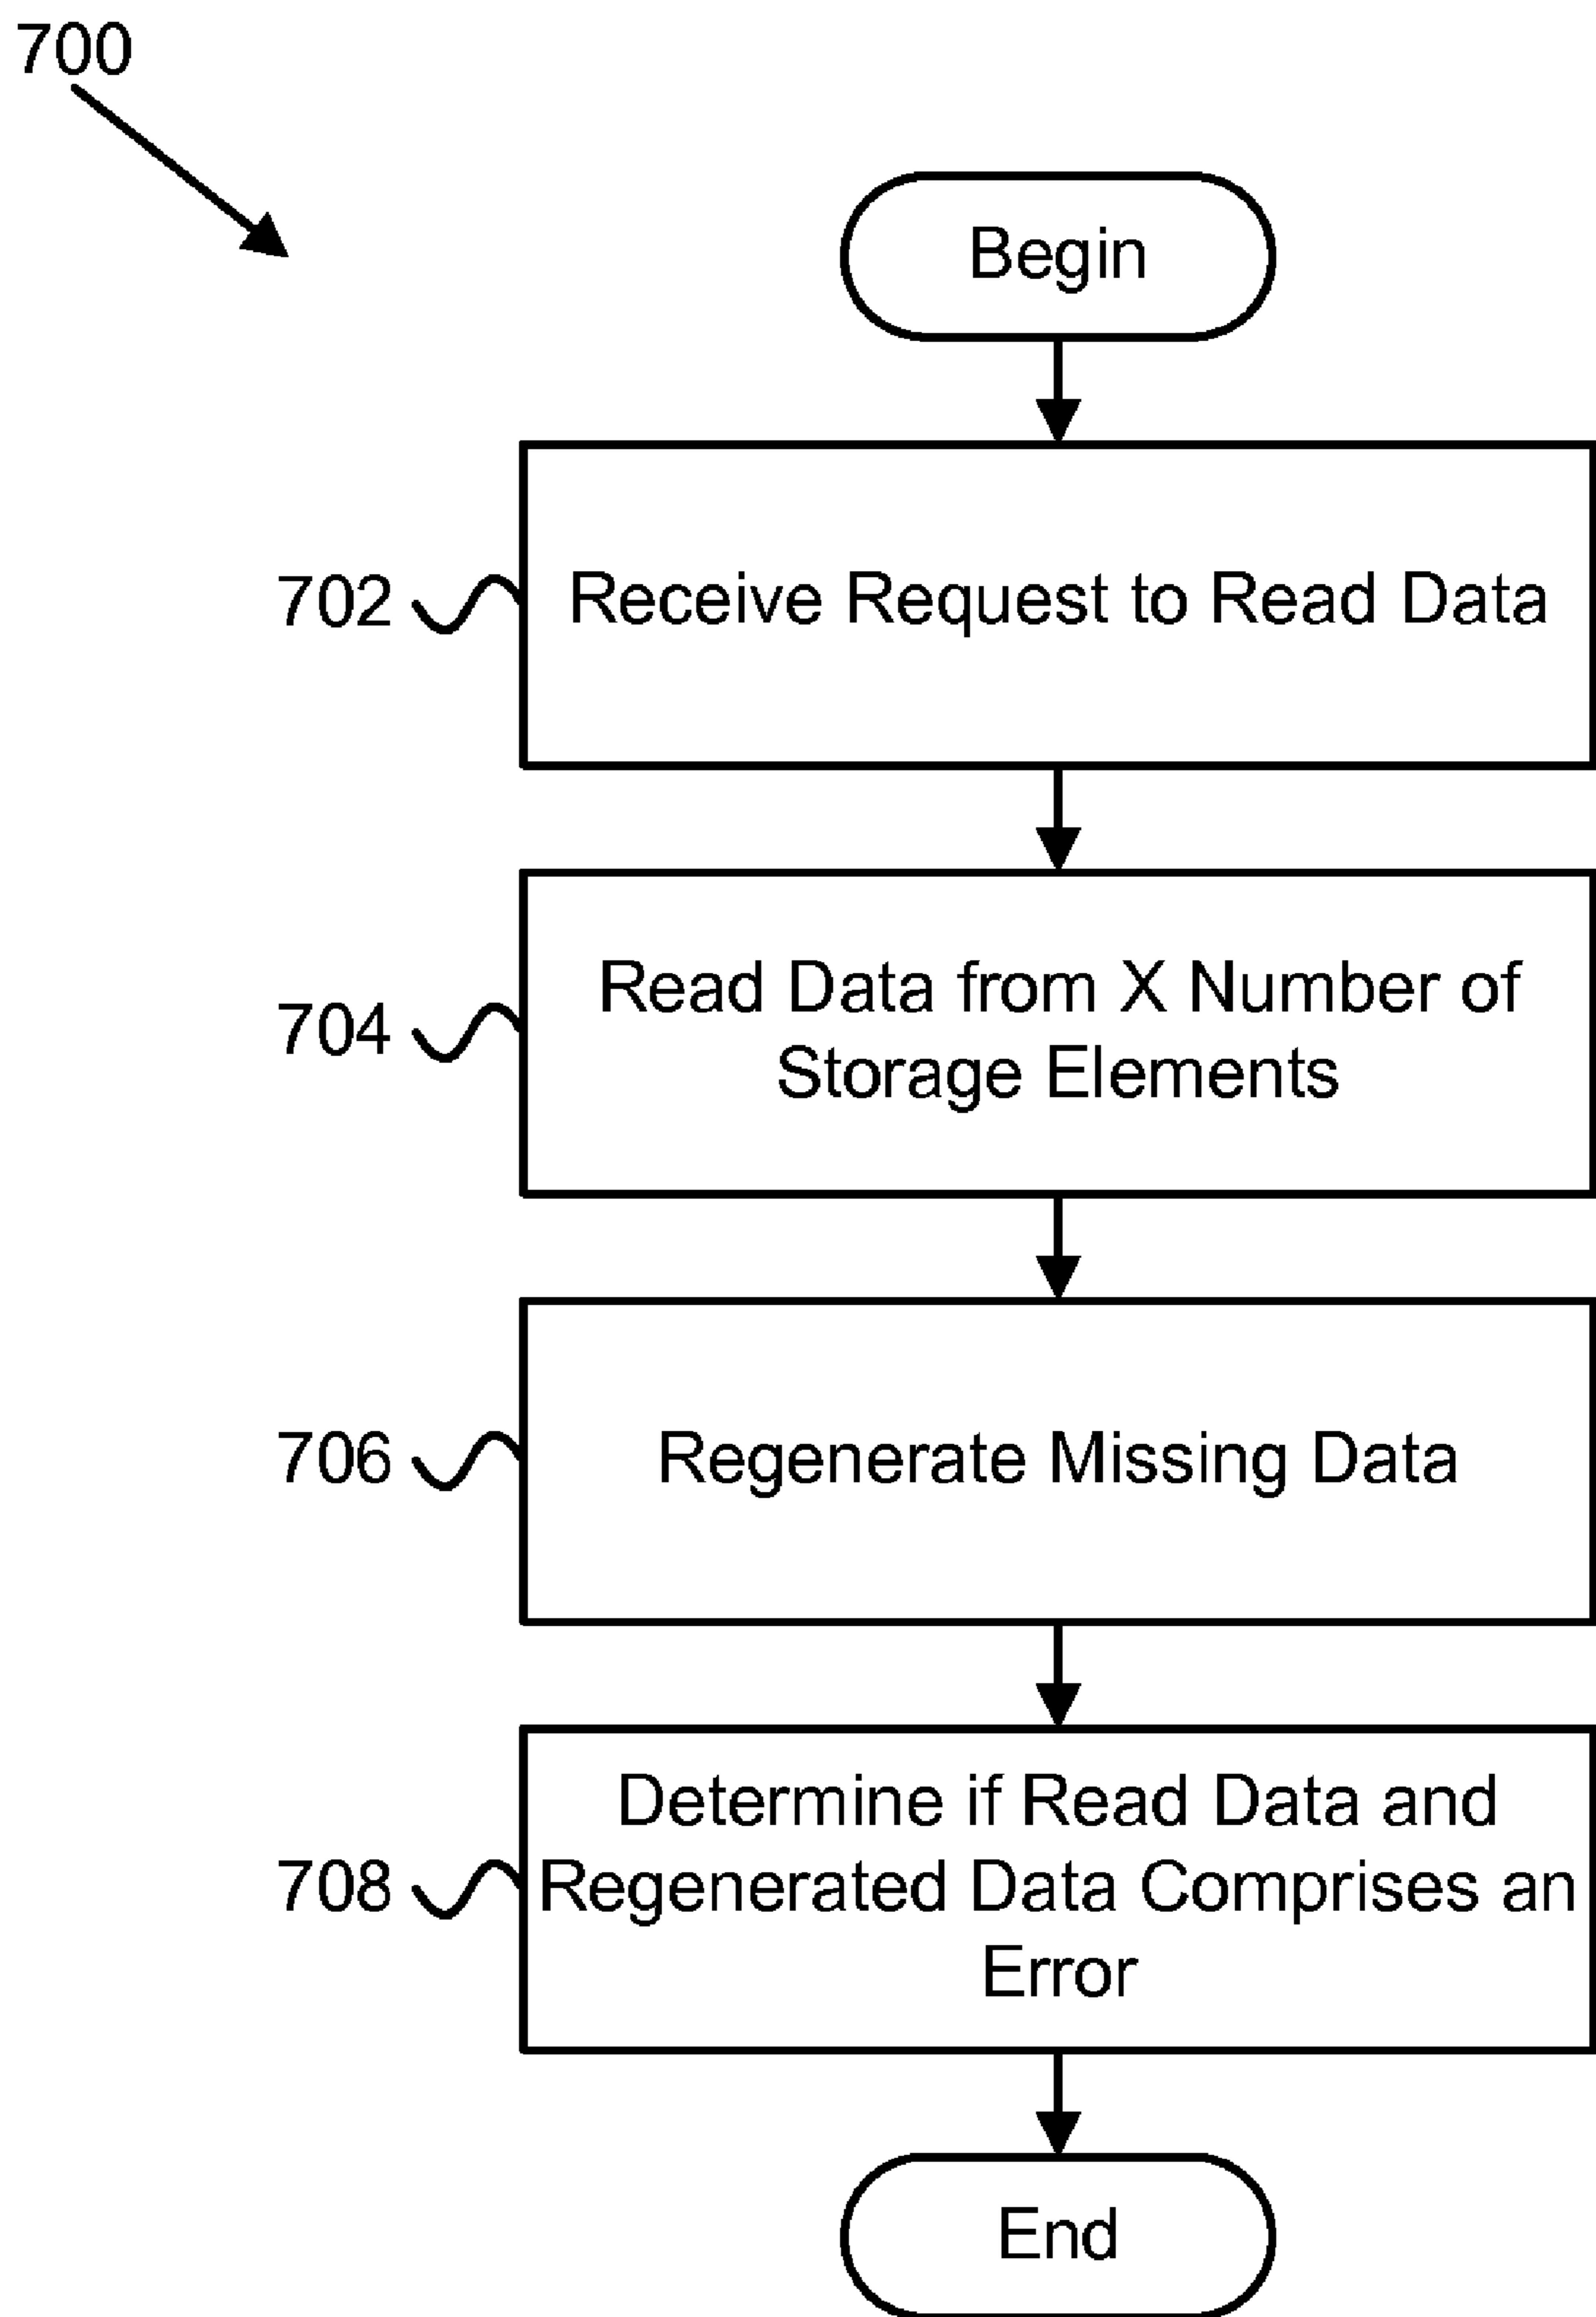 700
Begin
702
Receive Request to Read Data
704
Read Data from X Number of
Storage Elements
706
Regenerate Missing Data
708
Determine if Read Data and
Regenerated Data Comprises an
Error
End